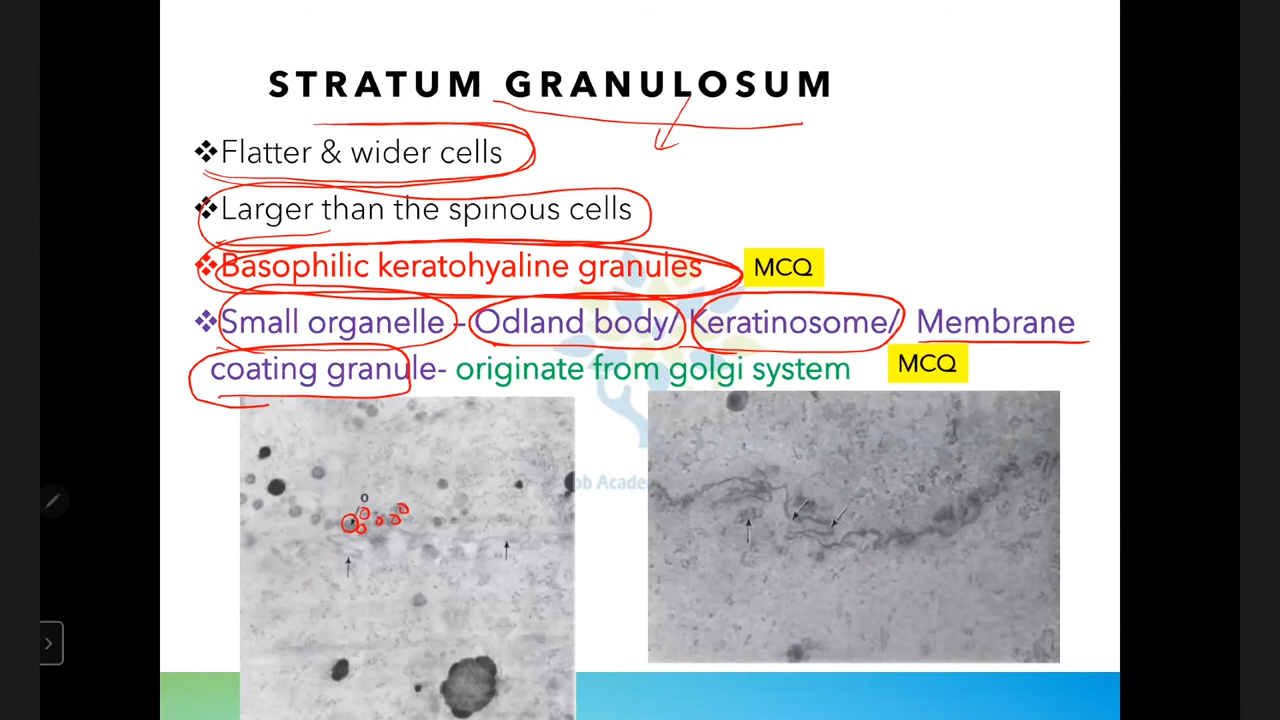 STRATUM GRANULOSUM
❖Flatter & wider cells
❖Larger than the spinous cells
❖Basophilic keratohyaline granules MCQ
❖Small organelle – Odland body/ Keratinosome/ Membrane
coating granule- originate from golgi system MCQ
o